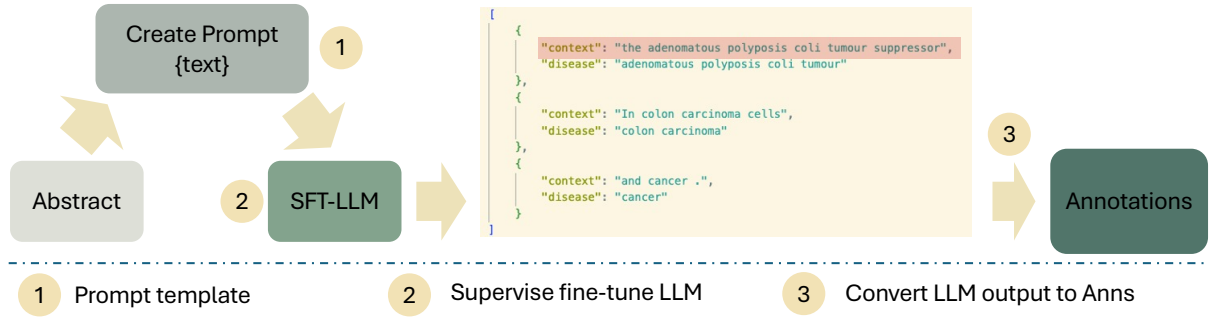 Create Prompt
{text}
1
Abstract
2
SFT-LLM
[
{
"context": "the adenomatous polyposis coli tumour suppressor",
"disease": "adenomatous polyposis coli tumour"
},
{
"context": "In colon carcinoma cells",
"disease": "colon carcinoma"
},
{
"context": "and cancer .",
"disease": "cancer"
}
]
3
Annotations
1 Prompt template
2 Supervise fine-tune LLM
3 Convert LLM output to Anns